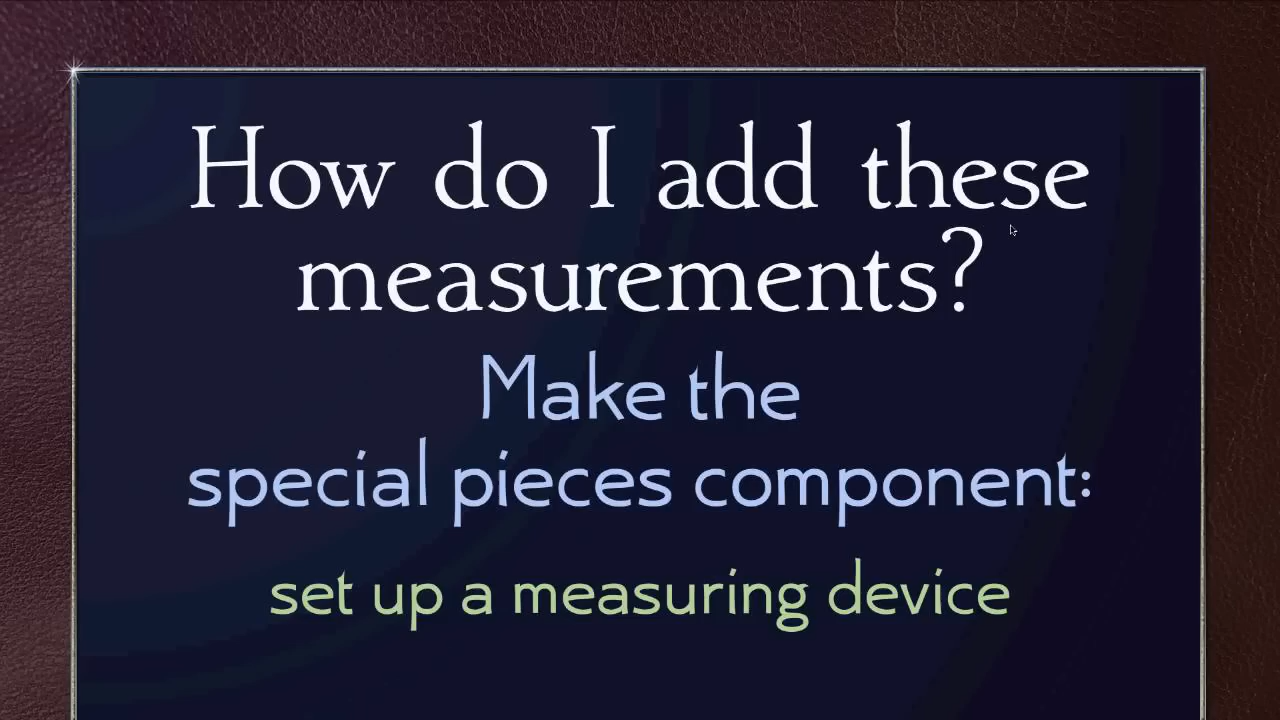 How do I add these
measurements?
Make the
special pieces component:
set up a measuring device